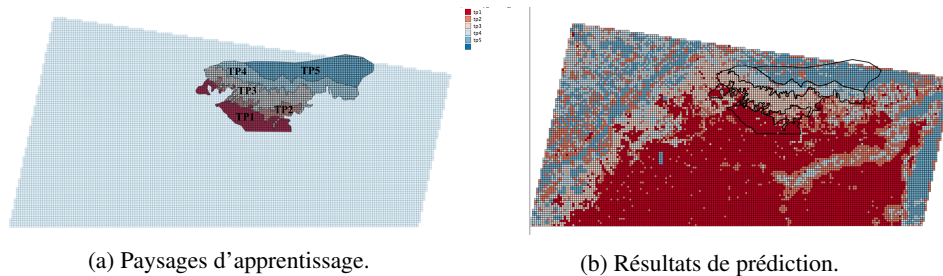 TP4
TP5
TP3
TP2
TP1
tp1
tp2
tp3
tp4
tp5
(a) Paysages d'apprentissage.
(b) Résultats de prédiction.